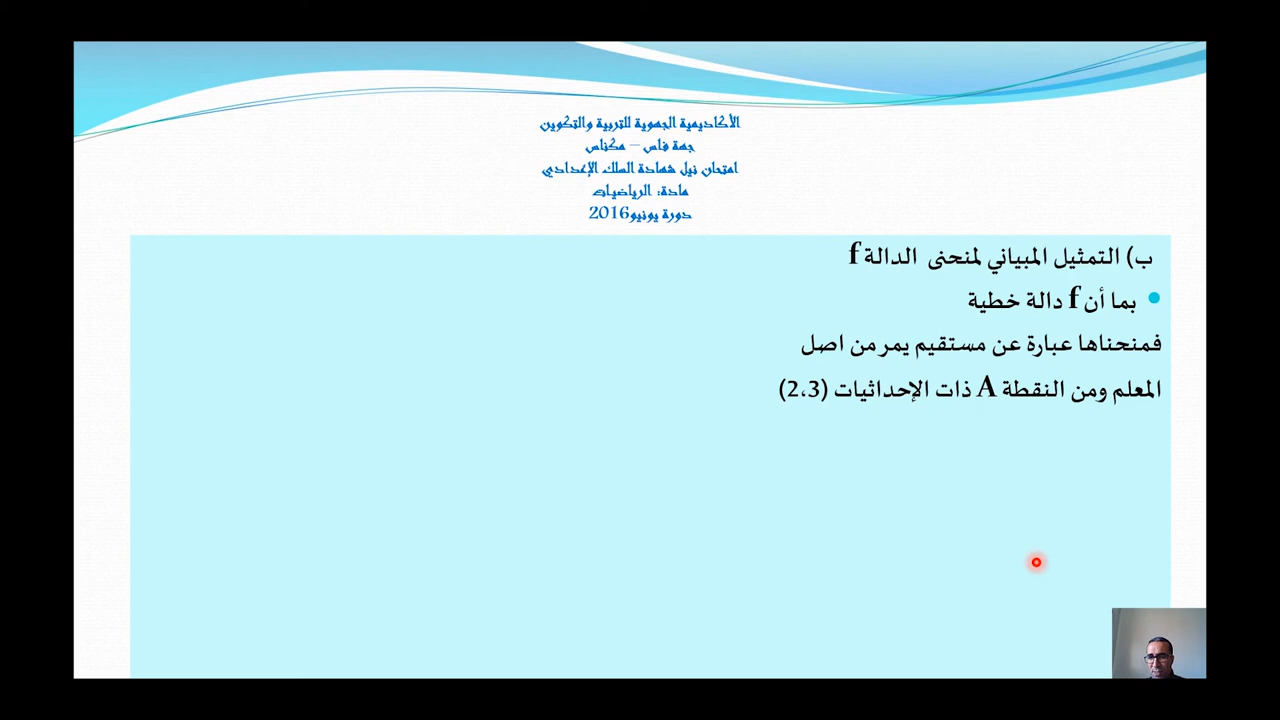 الأكاديمية الجهوية للتربية والتكوين
جهة فاس – مكناس
امتحان نيل شهادة السلك الإعدادي
مادة: الرياضيات
دورة يونيو2016
ب) التمثيل المبياني لمنحنى الدالة f
• بما أن f دالة خطية
فمنحناها عبارة عن مستقيم يمر من اصل
المعلم ومن النقطة A ذات الإحداثيات (2،3)